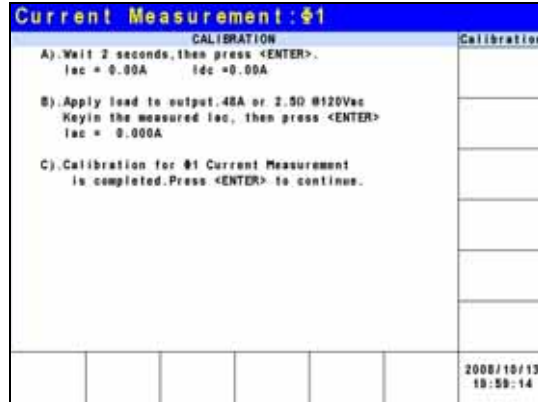 Current Measurement:Φ1
CALIBRATION
Calibration
A).Wait 2 seconds,then press <ENTER>.
Iac = 0.00A Idc =0.00A
B).Apply load to output.48A or 2.5Ω @120Vac
Keyin the measured Iac, then press <ENTER>
Iac = 0.000A
C).Calibration for Φ1 Current Measurement
is completed.Press <ENTER> to continue.
2008/10/13
19:59:14